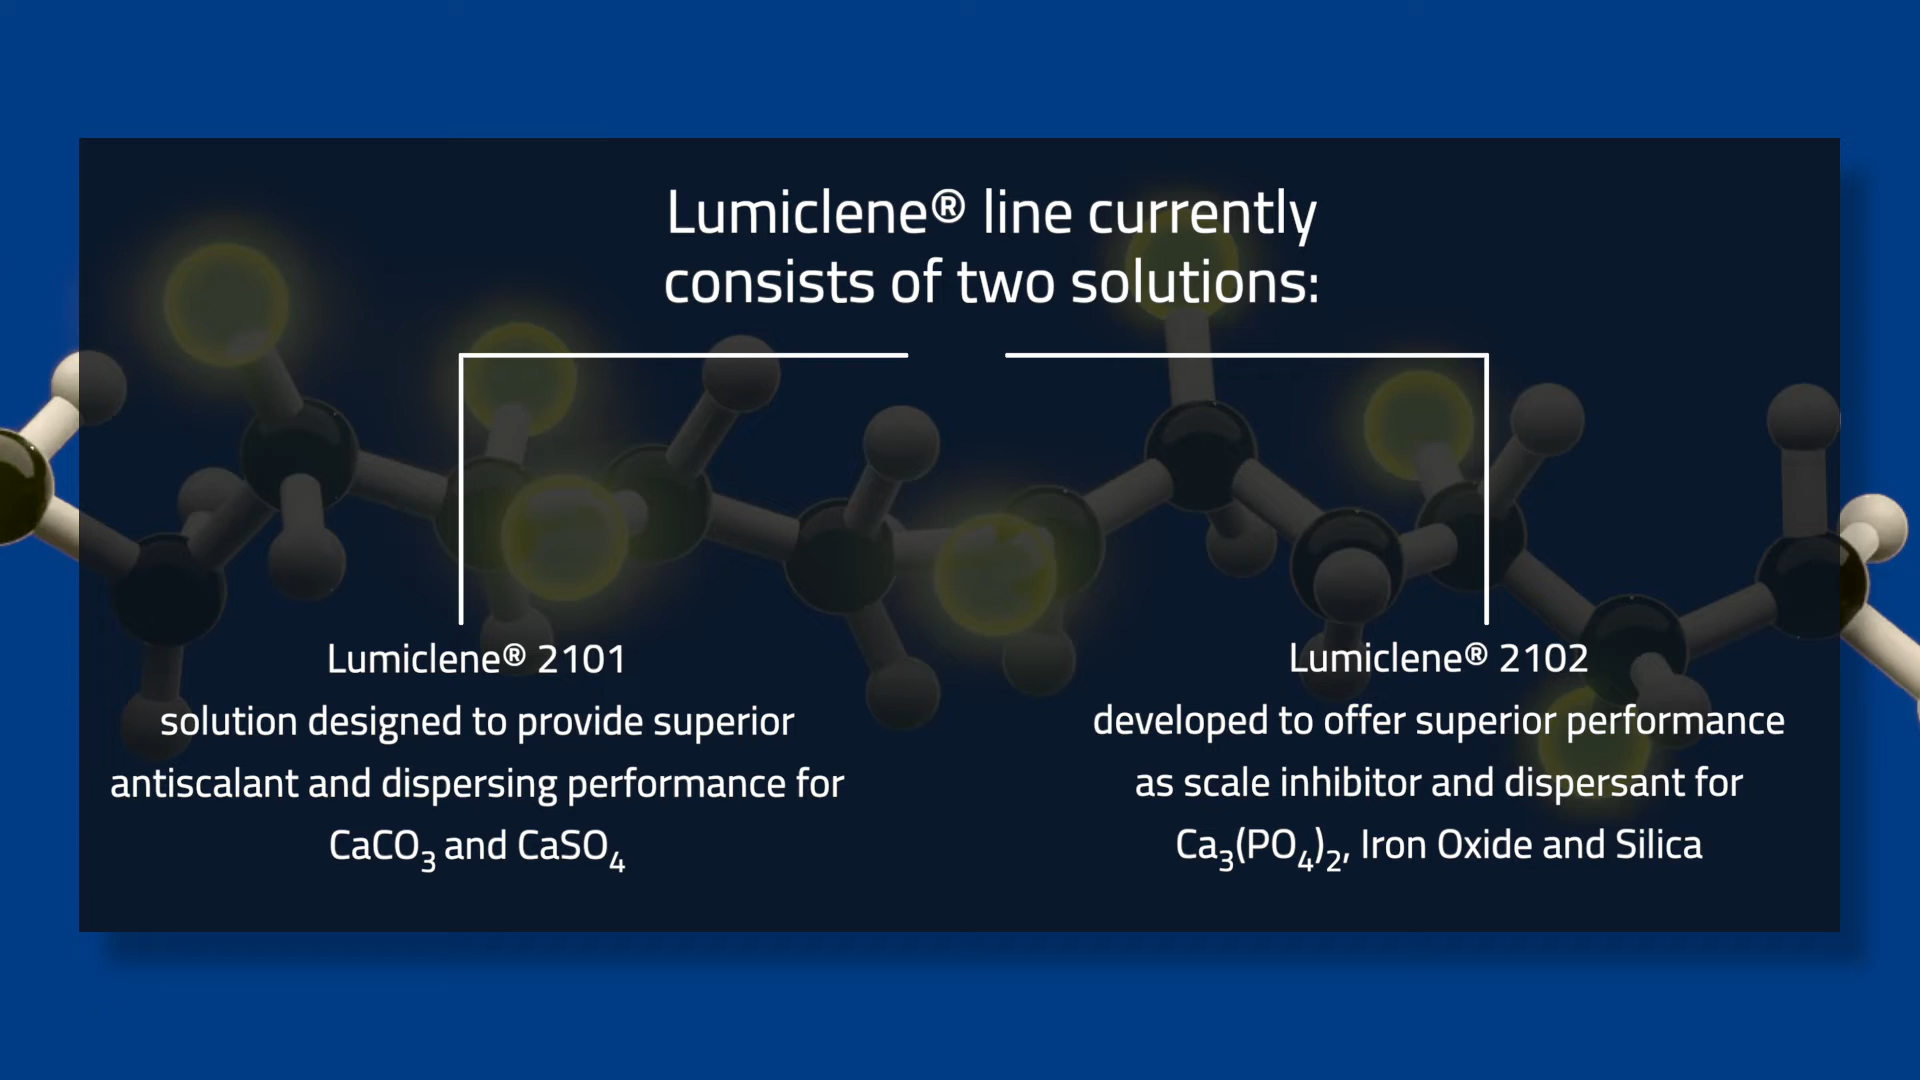 Lumiclene® line currently
consists of two solutions:
Lumiclene® 2101
solution designed to provide superior
antiscalant and dispersing performance for
CaCO₃ and CaSO₄
Lumiclene® 2102
developed to offer superior performance
as scale inhibitor and dispersant for
Ca₃(PO₄)₂, Iron Oxide and Silica